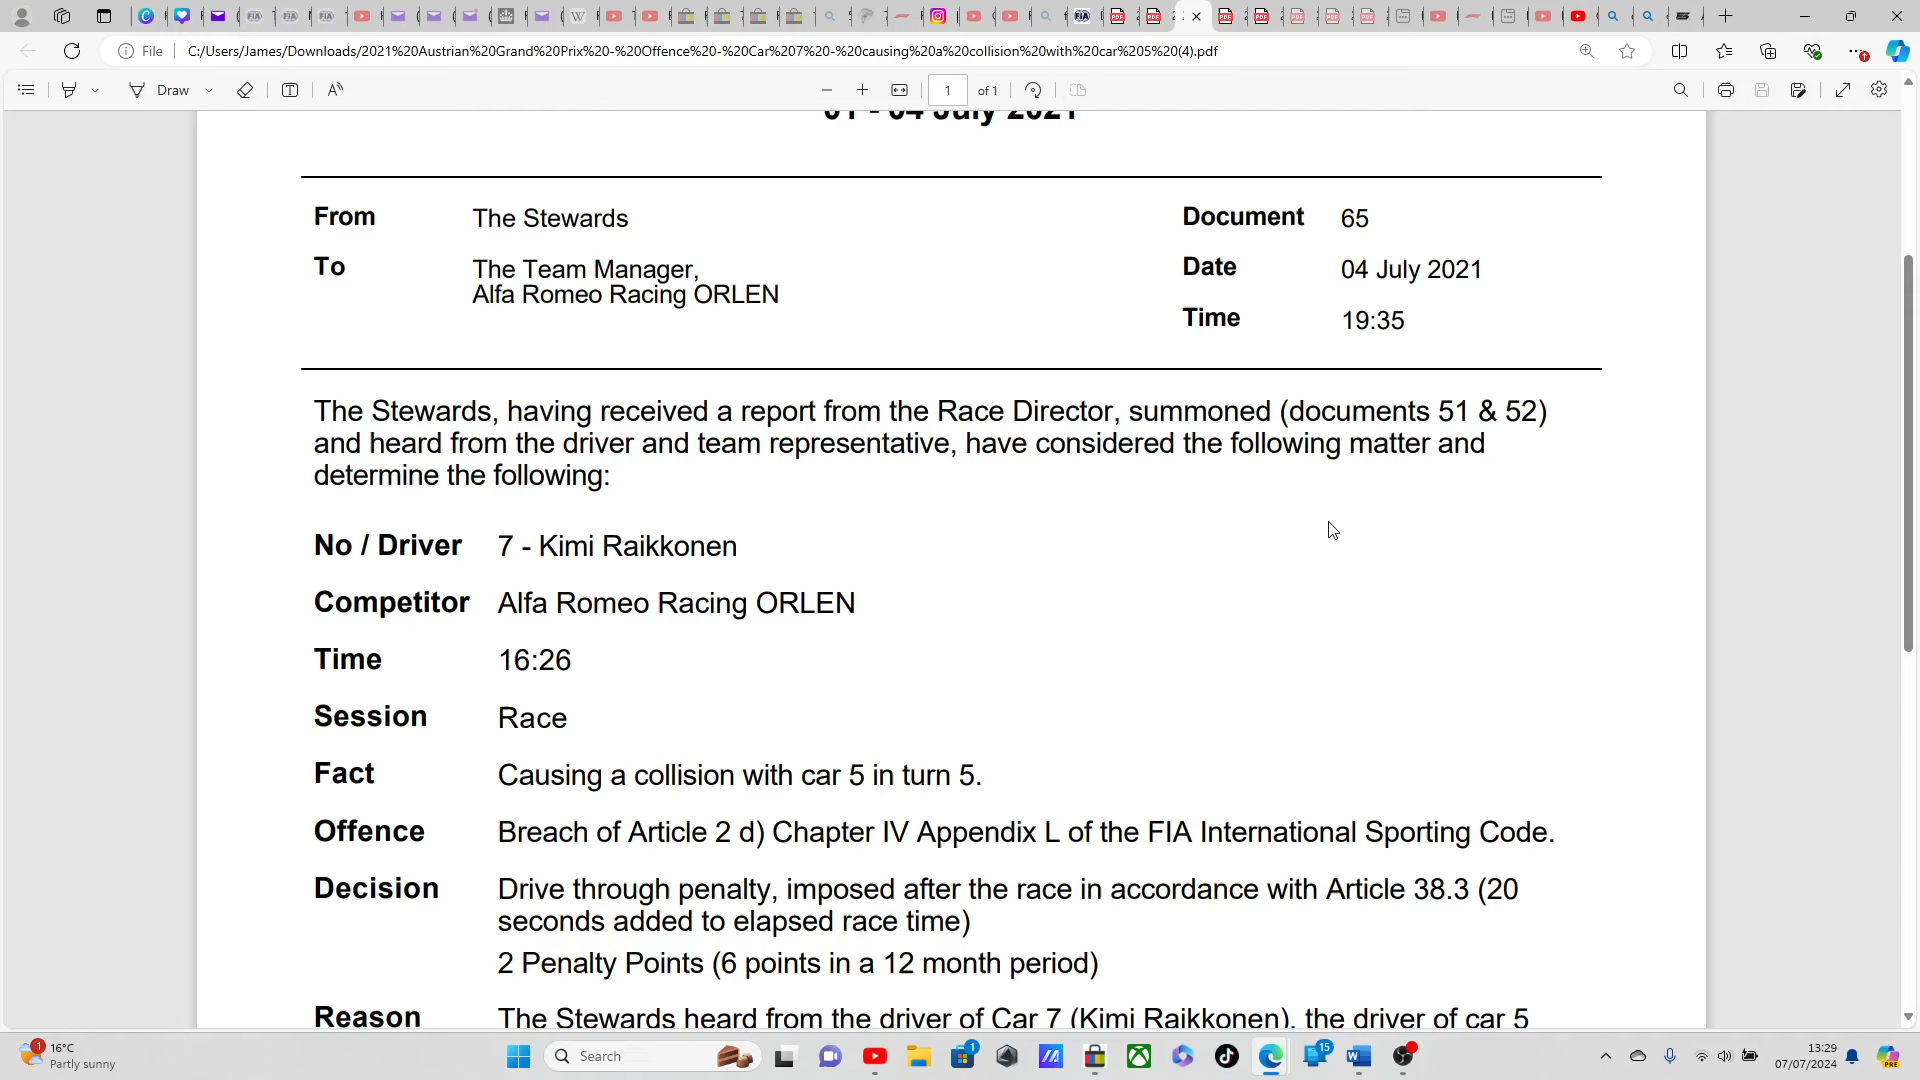 File
C:/Users/James/Downloads/2021%20Austrian%20Grand%20Prix%20-%20Offence%20-%20Car%207%20-%20causing%20a%20collision%20with%20car%205%20(4).pdf
Draw
1
of 1
01 - 04 July 2021
From The Stewards Document 65
To The Team Manager, Date 04 July 2021
Alfa Romeo Racing ORLEN
Time 19:35
The Stewards, having received a report from the Race Director, summoned (documents 51 & 52)
and heard from the driver and team representative, have considered the following matter and
determine the following:
No / Driver 7 - Kimi Raikkonen
Competitor Alfa Romeo Racing ORLEN
Time 16:26
Session Race
Fact Causing a collision with car 5 in turn 5.
Offence Breach of Article 2 d) Chapter IV Appendix L of the FIA International Sporting Code.
Decision Drive through penalty, imposed after the race in accordance with Article 38.3 (20
seconds added to elapsed race time)
2 Penalty Points (6 points in a 12 month period)
Reason The Stewards heard from the driver of Car 7 (Kimi Raikkonen), the driver of car 5
1
16°C
Partly sunny
Search
1
15
13:29
07/07/2024
PRE